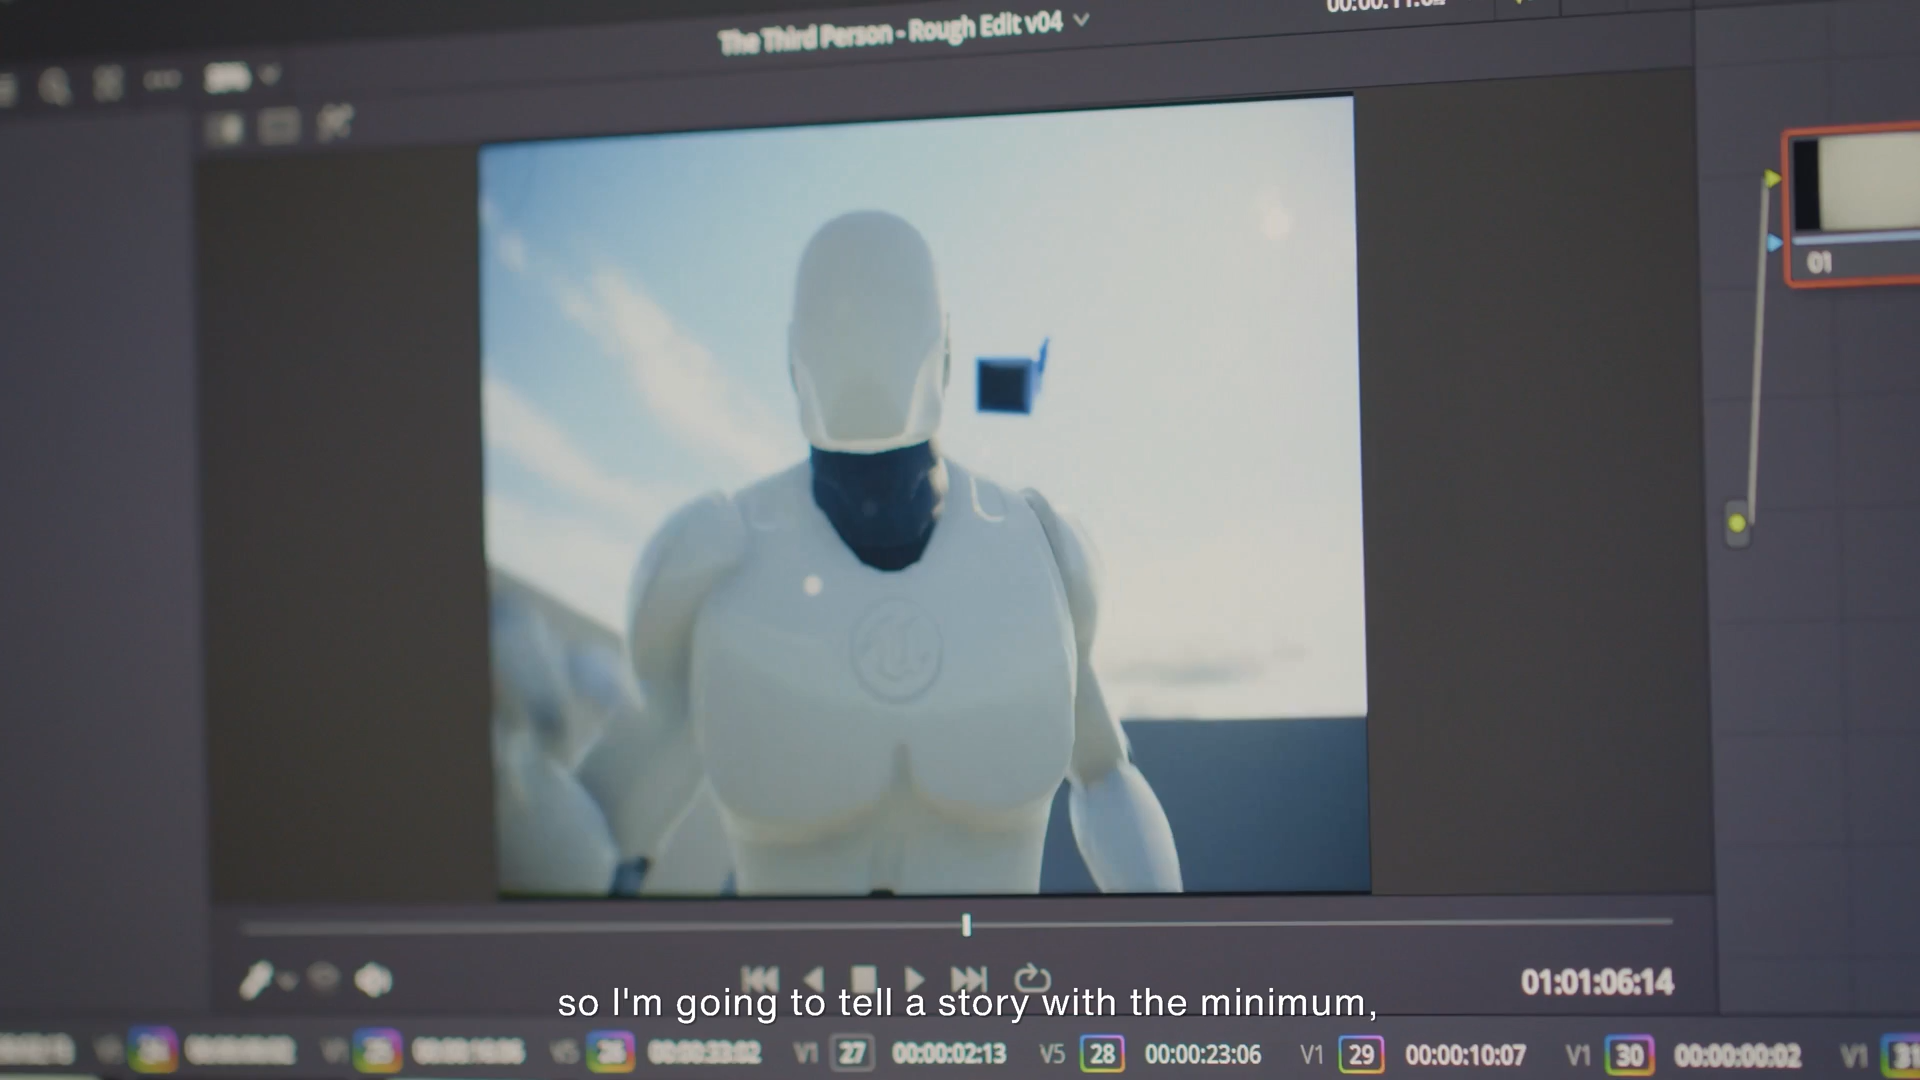 The Third Person - Rough Edit v04
01
01:01:06:14
so I'm going to tell a story with the minimum,
V1 27 00:00:02:13 V5 28 00:00:23:06 V1 29 00:00:10:07 V1 30 00:00:00:02 V1 31